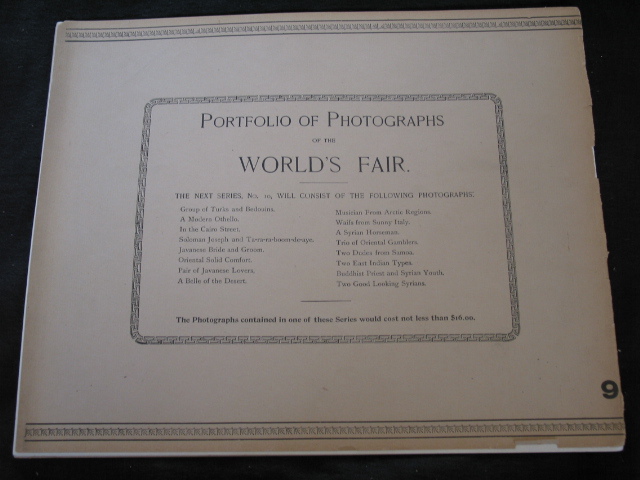 PORTFOLIO OF PHOTOGRAPHS
OF THE
WORLD'S FAIR.
THE NEXT SERIES, No. 10, WILL CONSIST OF THE FOLLOWING PHOTOGRAPHS:
Group of Turks and Bedouins.
A Modern Othello.
In the Cairo Street.
Soloman Joseph and
Javanese Bride and Groom.
Oriental Solid Comfort.
Pair of Javanese Lovers.
A Belle of the Desert.
Musician From Arctic Regions.
Waifs from Sunny Italy.
A Syrian Horseman.
Trio of Oriental Gamblers.
Two Dozies from Samoa.
Two East Indian Types.
Buddhist Priest and Syrian Youth.
Two Good Looking Syrians.
The Photographs contained in one of these Series would cost not less than $16.00.
9